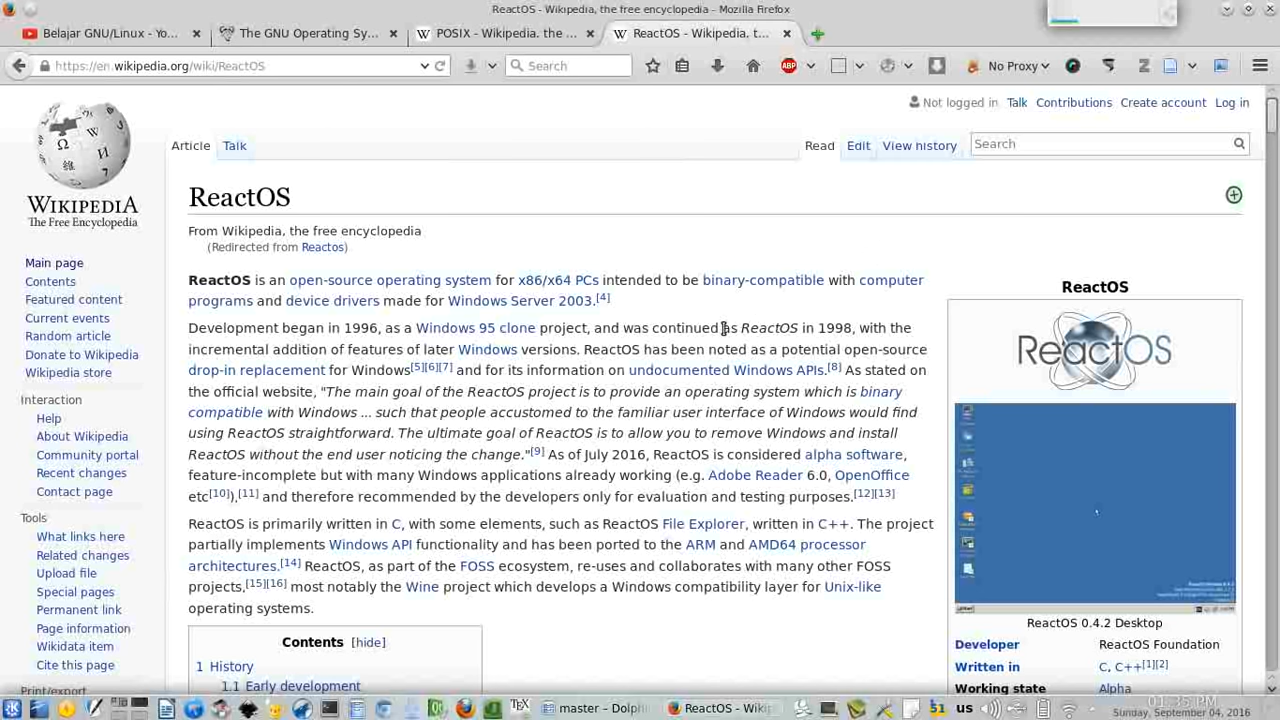 ReactOS - Wikipedia, the free encyclopedia - Mozilla Firefox
Belajar GNU/Linux - Yo...
The GNU Operating Sy...
POSIX - Wikipedia, the ...
ReactOS - Wikipedia, t...
https://en.wikipedia.org/wiki/ReactOS
Search
ABP
No Proxy
Not logged in Talk Contributions Create account Log in
Article Talk
Read Edit View history
Search
WIKIPEDIA
The Free Encyclopedia
Main page
Contents
Featured content
Current events
Random article
Donate to Wikipedia
Wikipedia store
Interaction
Help
About Wikipedia
Community portal
Recent changes
Contact page
Tools
What links here
Related changes
Upload file
Special pages
Permanent link
Page information
Wikidata item
Cite this page
Print/export
ReactOS
From Wikipedia, the free encyclopedia
(Redirected from Reactos)
ReactOS is an open-source operating system for x86/x64 PCs intended to be binary-compatible with computer
programs and device drivers made for Windows Server 2003.[4]
Development began in 1996, as a Windows 95 clone project, and was continued as ReactOS in 1998, with the
incremental addition of features of later Windows versions. ReactOS has been noted as a potential open-source
drop-in replacement for Windows[5][6][7] and for its information on undocumented Windows APIs.[8] As stated on
the official website, "The main goal of the ReactOS project is to provide an operating system which is binary
compatible with Windows ... such that people accustomed to the familiar user interface of Windows would find
using ReactOS straightforward. The ultimate goal of ReactOS is to allow you to remove Windows and install
ReactOS without the end user noticing the change."[9] As of July 2016, ReactOS is considered alpha software,
feature-incomplete but with many Windows applications already working (e.g. Adobe Reader 6.0, OpenOffice
etc[10]),[11] and therefore recommended by the developers only for evaluation and testing purposes.[12][13]
ReactOS is primarily written in C, with some elements, such as ReactOS File Explorer, written in C++. The project
partially implements Windows API functionality and has been ported to the ARM and AMD64 processor
architectures.[14] ReactOS, as part of the FOSS ecosystem, re-uses and collaborates with many other FOSS
projects,[15][16] most notably the Wine project which develops a Windows compatibility layer for Unix-like
operating systems.
Contents [hide]
1 History
1.1 Early development
ReactOS
ReactOS
ReactOS 0.4.2 Desktop
Developer ReactOS Foundation
Written in C, C++[1][2]
Working state Alpha
master – Dolph
ReactOS - Wiki
51
us
01:35 PM
Sunday, September 04, 2016